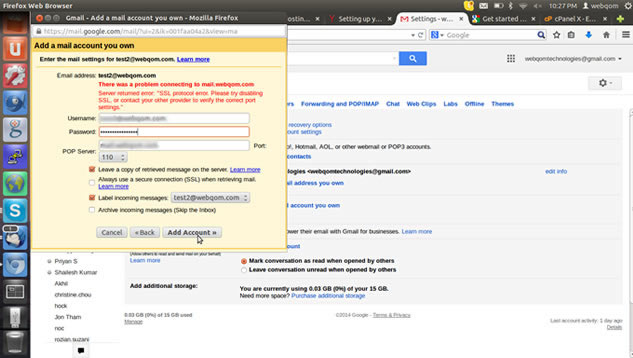 Firefox Web Browser
10:27 PM webqom
Gmail - Add a mail account you own - Mozilla Firefox
https://mail.google.com/mail/?ui=2&ik=001faa04a2&view=ma
Add a mail account you own
Enter the mail settings for test2@webqom.com. Learn more
Email address: test2@webqom.com
There was a problem connecting to mail.webqom.com
Server returned error: "SSL protocol error. Please try disabling
SSL, or contact your other provider to verify the correct port
settings."
Username:
Password:
POP Server: Port:
110
Leave a copy of retrieved message on the server. Learn more
Always use a secure connection (SSL) when retrieving mail.
Learn more
Label incoming messages: test2@webqom.com
Archive incoming messages (Skip the Inbox)
Cancel « Back Add Account »
Setting up y...
Settings - w...
Get started ...
cPanel X - E...
Google
webqomtechnologies@gmail.com
Forwarding and POP/IMAP Chat Web Clips Labs Offline Themes
recovery options
count settings
l, Hotmail, AOL, or other webmail or POP3 accounts.
contacts
ologies <webqomtechnologies@gmail.com> edit info
ail address you own
ail account you own
wer their email with Gmail for businesses. Learn more
(Allow others to read and send mail on your behalf)
Learn more
Mark conversation as read when opened by others
Leave conversation unread when opened by others
Add additional storage: You are currently using 0.03 GB (0%) of your 15 GB.
Need more space? Purchase additional storage
0.03 GB (0%) of 15 GB used
Manage
©2014 Google - Terms & Privacy
Last account activity: 1 day ago
Details
Priyan S
Shailesh Kumar
Akhil
christine.chou
hock
Jon Tham
noc
rozian.suzani